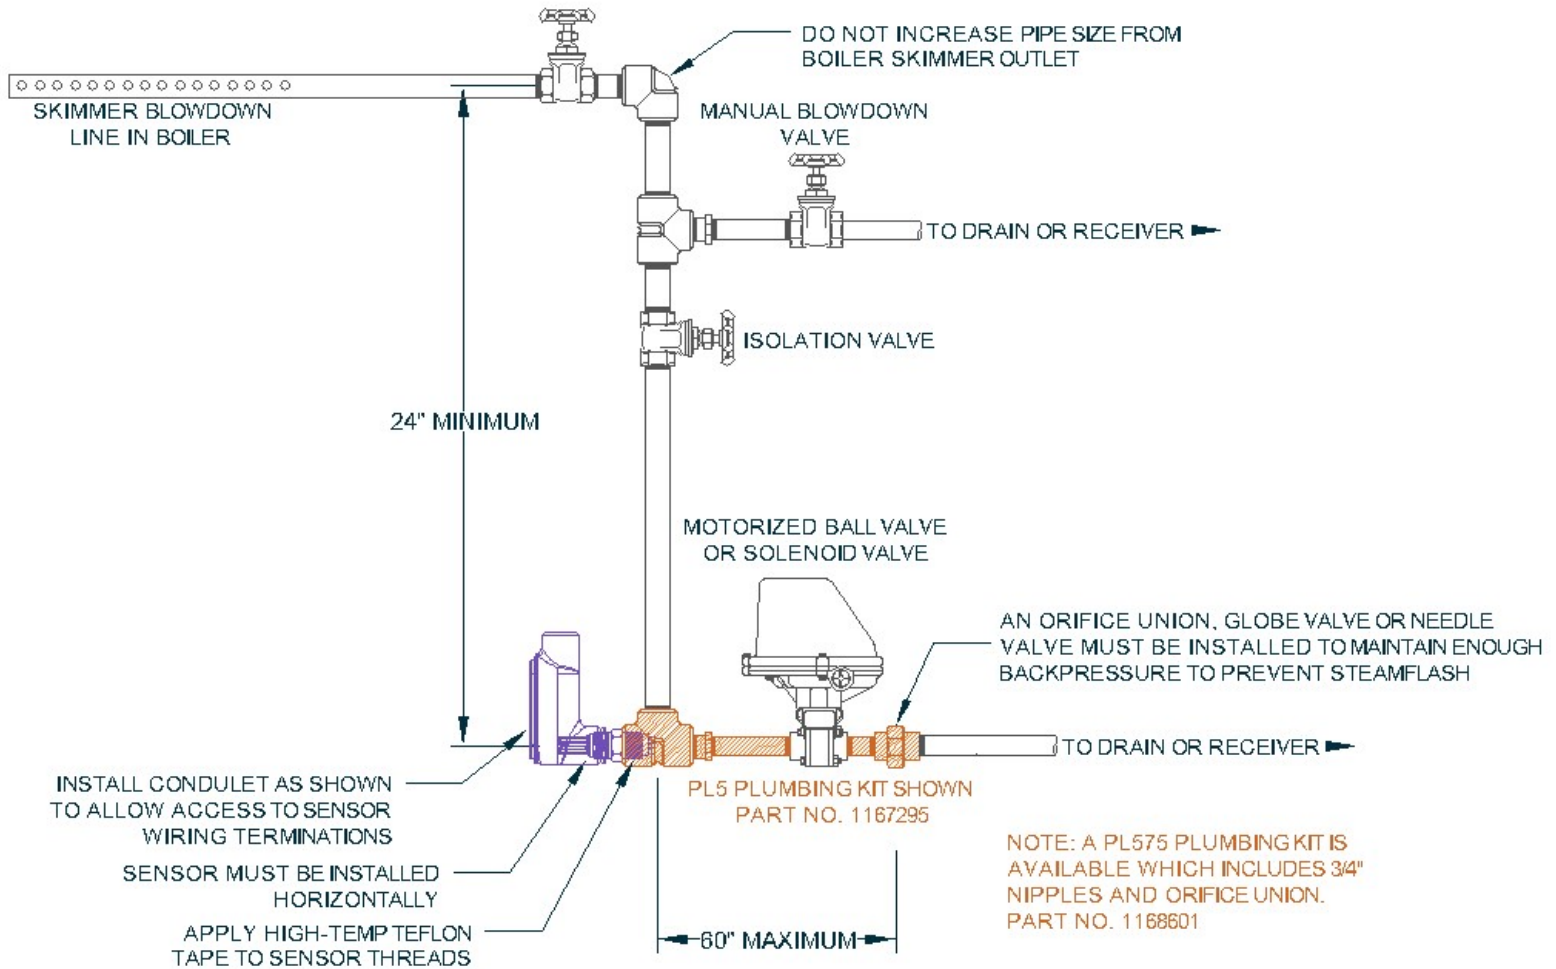 DO NOT INCREASE PIPE SIZE FROM
BOILER SKIMMER OUTLET
SKIMMER BLOWDOWN
LINE IN BOILER
MANUAL BLOWDOWN
VALVE
TO DRAIN OR RECEIVER
ISOLATION VALVE
24" MINIMUM
MOTORIZED BALL VALVE
OR SOLENOID VALVE
AN ORIFICE UNION, GLOBE VALVE OR NEEDLE
VALVE MUST BE INSTALLED TO MAINTAIN ENOUGH
BACKPRESSURE TO PREVENT STEAMFLASH
TO DRAIN OR RECEIVER
INSTALL CONDULET AS SHOWN
TO ALLOW ACCESS TO SENSOR
WIRING TERMINATIONS
PL5 PLUMBING KIT SHOWN
PART NO. 1167295
SENSOR MUST BE INSTALLED
HORIZONTALLY
NOTE: A PL575 PLUMBING KIT IS
AVAILABLE WHICH INCLUDES 3/4"
NIPPLES AND ORIFICE UNION.
PART NO. 1168601
APPLY HIGH-TEMP TEFLON
TAPE TO SENSOR THREADS
60" MAXIMUM